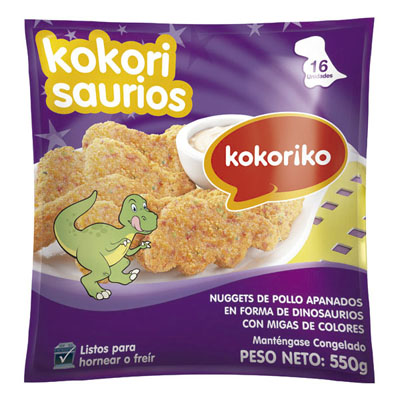 kokori
saurios
16
Unidades
kokoriko
NUGGETS DE POLLO APANADOS
EN FORMA DE DINOSAURIOS
CON MIGAS DE COLORES
Manténgase Congelado
PESO NETO: 550g
Listos para
hornear o freír